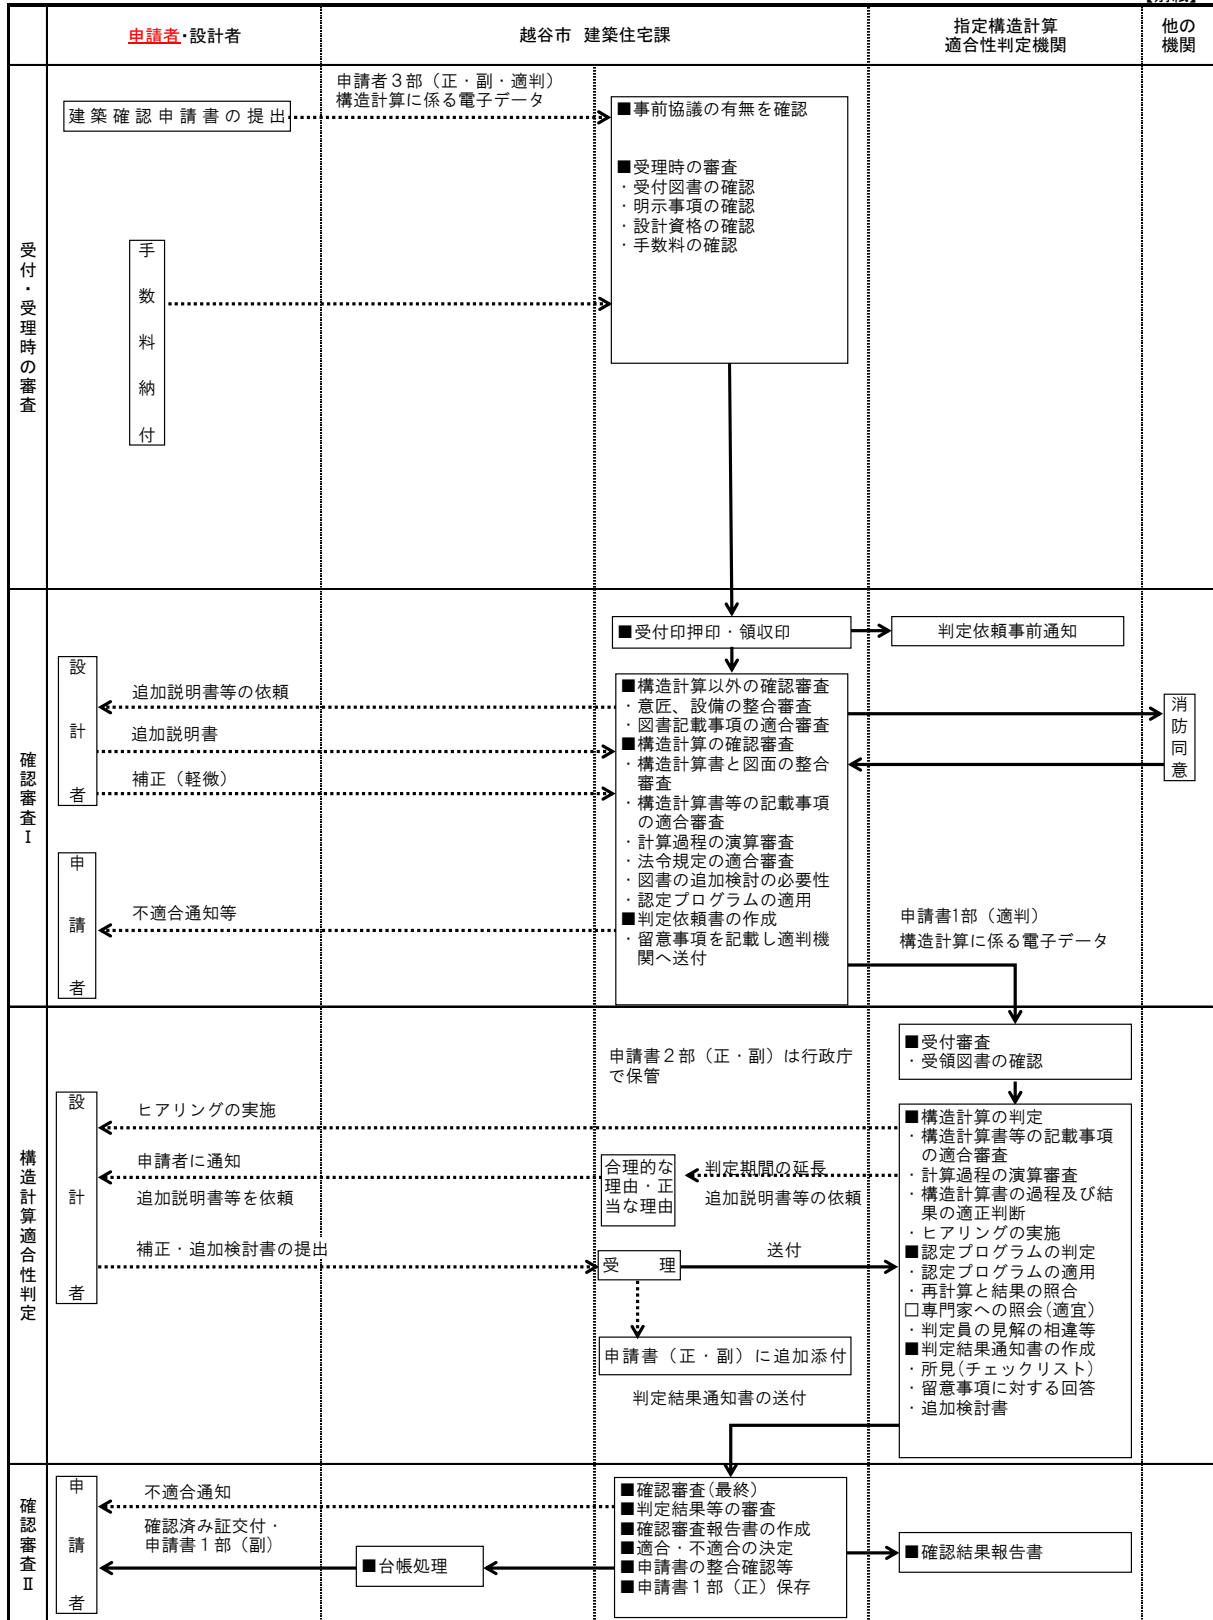 申請者・設計者
越谷市 建築住宅課
指定構造計算
適合性判定機関
他の
機関
受付・受理時の審査
建築確認申請書の提出
申請者３部（正・副・適判）
構造計算に係る電子データ
■事前協議の有無を確認
■受理時の審査
・受付図書の確認
・明示事項の確認
・設計資格の確認
・手数料の確認
手数料納付
確認審査Ⅰ
■受付印押印・領収印
判定依頼事前通知
設計者
追加説明書等の依頼
追加説明書
補正（軽微）
■構造計算以外の確認審査
・意匠、設備の整合審査
・図書記載事項の適合審査
■構造計算の確認審査
・構造計算書と図面の整合
審査
・構造計算書等の記載事項
の適合審査
・計算過程の演算審査
・法令規定の適合審査
・図書の追加検討の必要性
・認定プログラムの適用
■判定依頼書の作成
・留意事項を記載し適判機
関へ送付
消防同意
申請者
不適合通知等
申請書1部（適判）
構造計算に係る電子データ
構造計算適合性判定
申請書２部（正・副）は行政庁
で保管
■受付審査
・受領図書の確認
設計者
ヒアリングの実施
申請者に通知
追加説明書等を依頼
合理的な
理由・正
当な理由
判定期間の延長
追加説明書等の依頼
補正・追加検討書の提出
受　理
送付
申請書（正・副）に追加添付
判定結果通知書の送付
■構造計算の判定
・構造計算書等の記載事項
の適合審査
・計算過程の演算審査
・構造計算書の過程及び結
果の適正判断
・ヒアリングの実施
■認定プログラムの判定
・認定プログラムの適用
・再計算と結果の照合
□専門家への照会(適宜)
・判定員の見解の相違等
■判定結果通知書の作成
・所見(チェックリスト)
・留意事項に対する回答
・追加検討書
確認審査Ⅱ
申請者
不適合通知
確認済み証交付・
申請書１部（副）
■台帳処理
■確認審査(最終)
■判定結果等の審査
■確認審査報告書の作成
■適合・不適合の決定
■申請書の整合確認等
■申請書１部（正）保存
■確認結果報告書